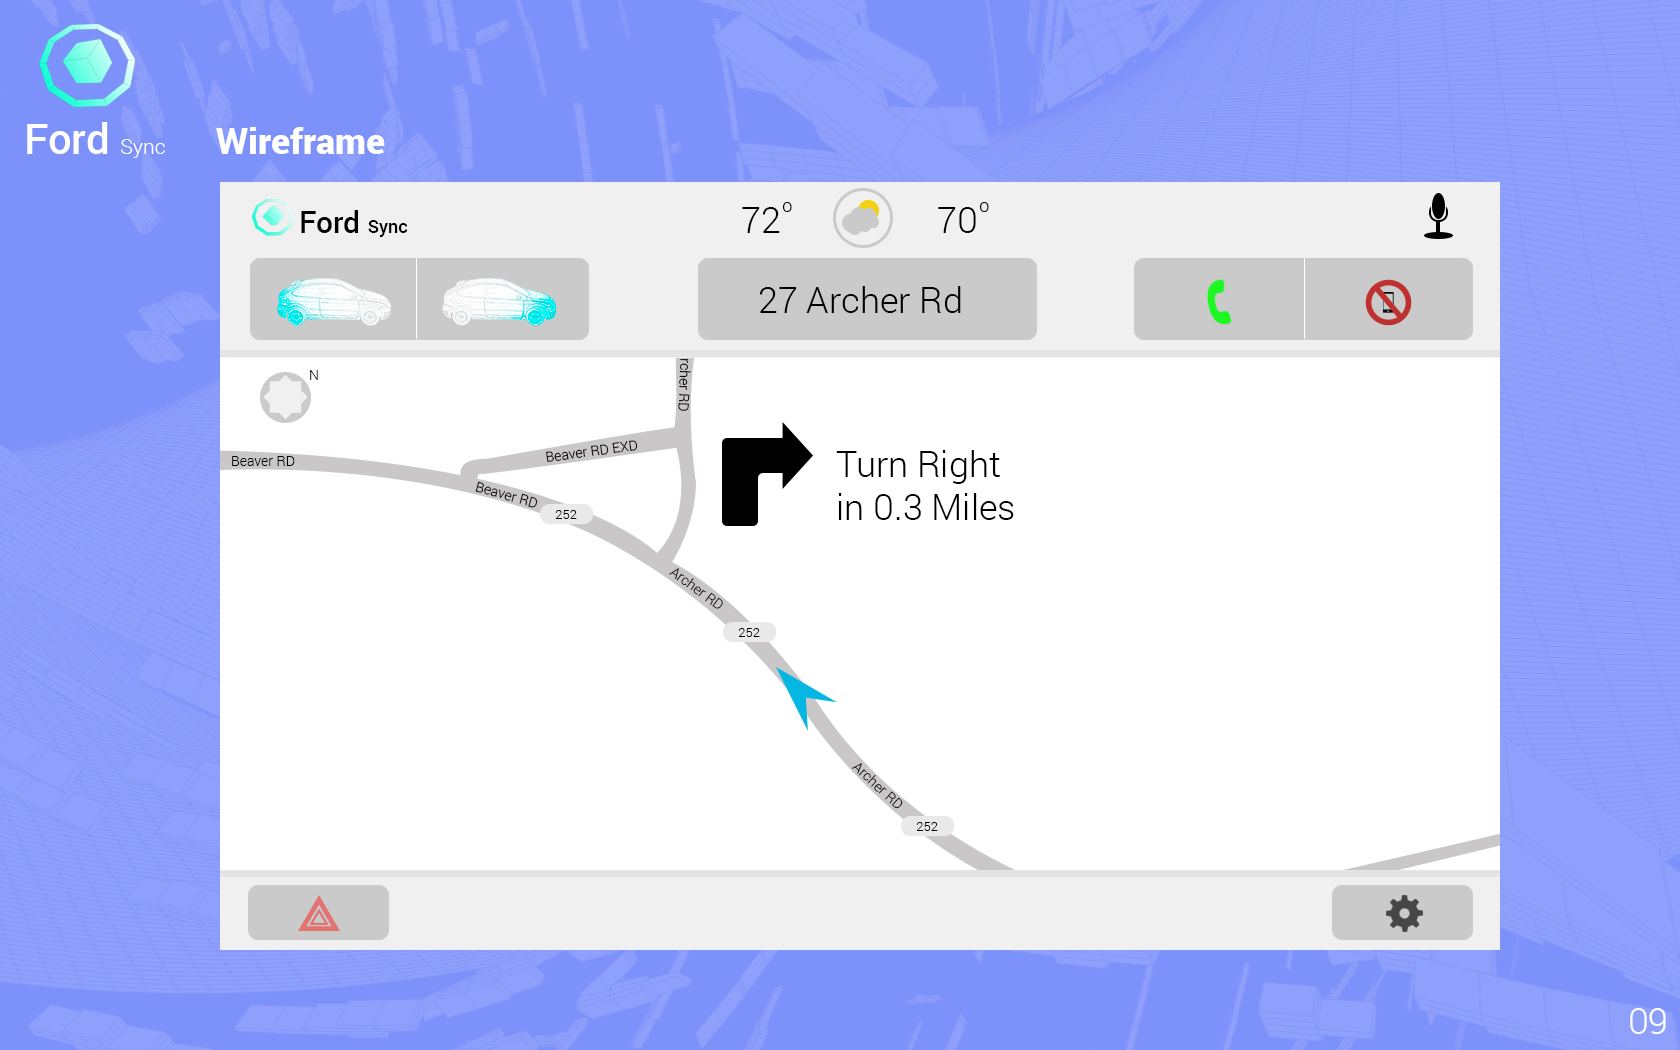 Ford Sync
Wireframe
Ford Sync
72°
70°
27 Archer Rd
N
rcher RD
Beaver RD EXD
Beaver RD
Beaver RD
252
Turn Right
in 0.3 Miles
Archer RD
252
Archer RD
252
09